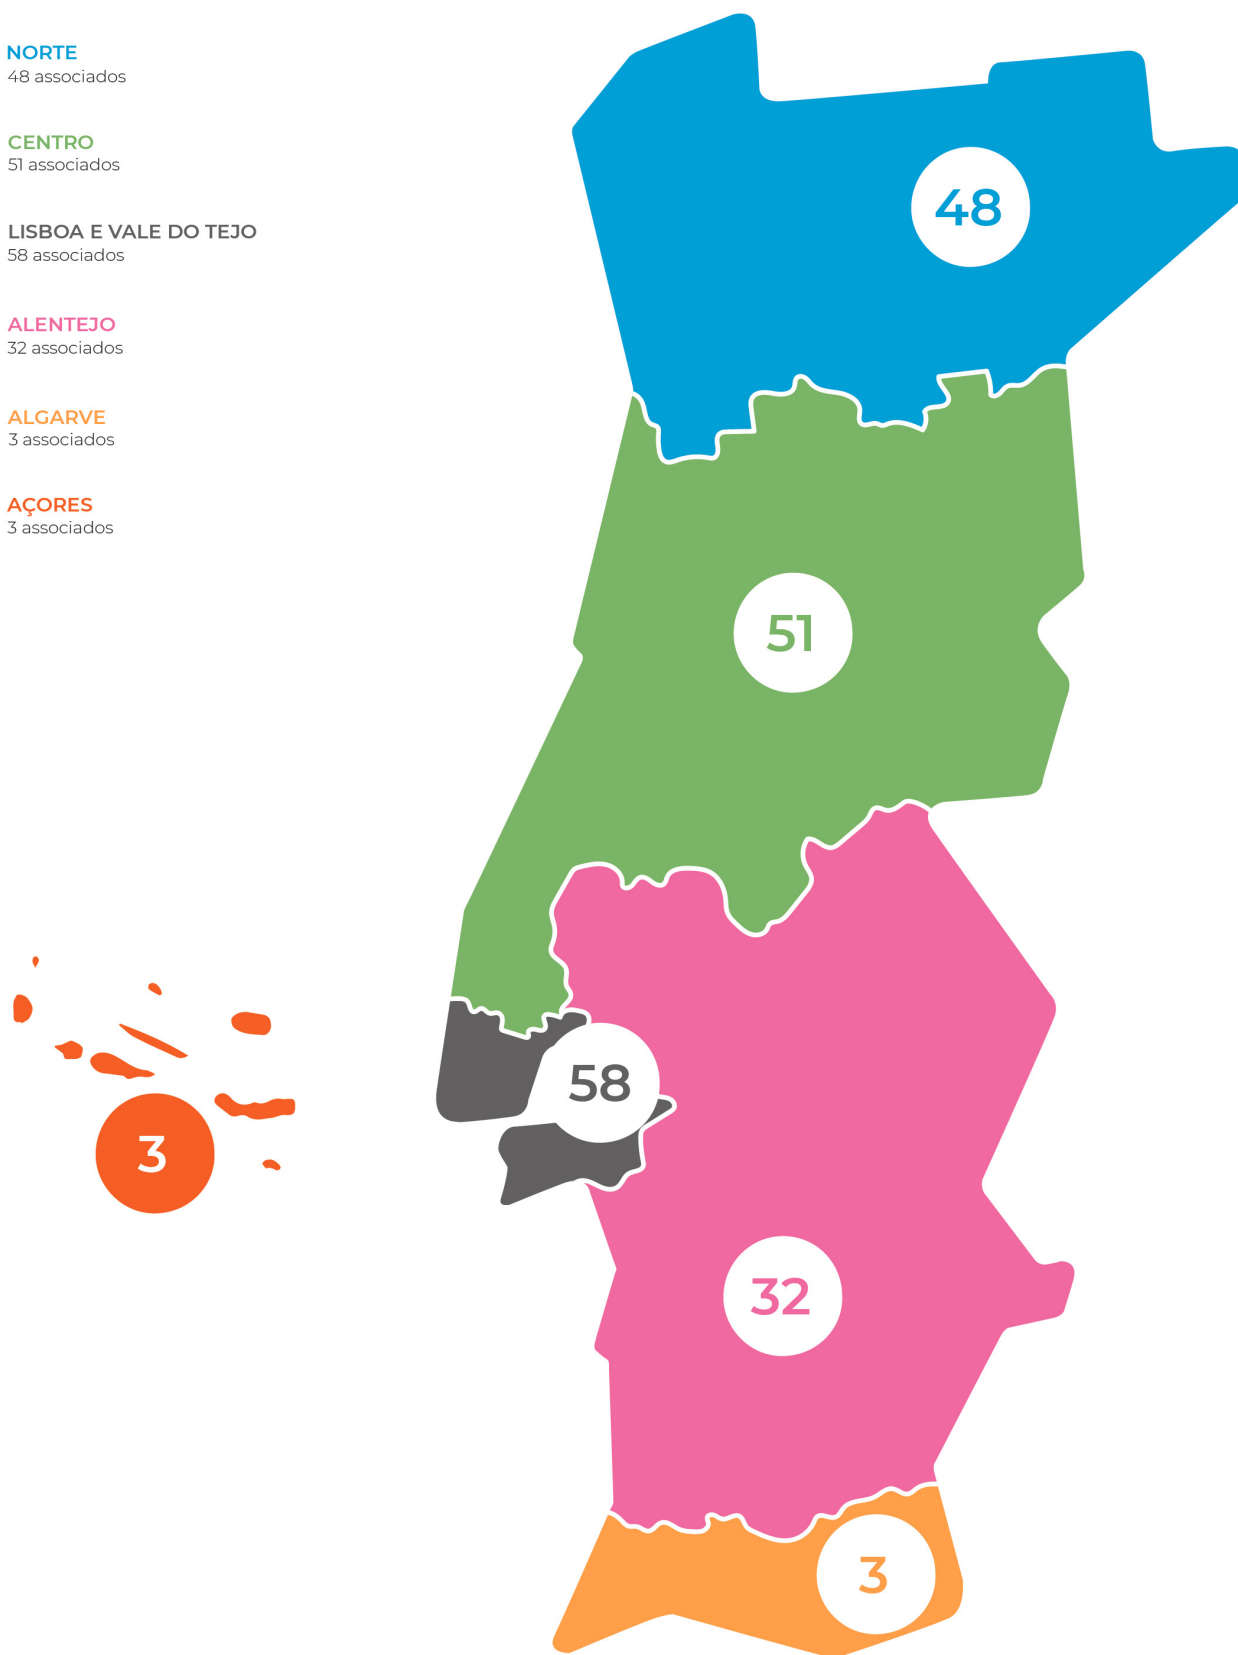 NORTE
48 associados
CENTRO
51 associados
LISBOA E VALE DO TEJO
58 associados
ALENTEJO
32 associados
ALGARVE
3 associados
AÇORES
3 associados
48
51
58
3
32
3